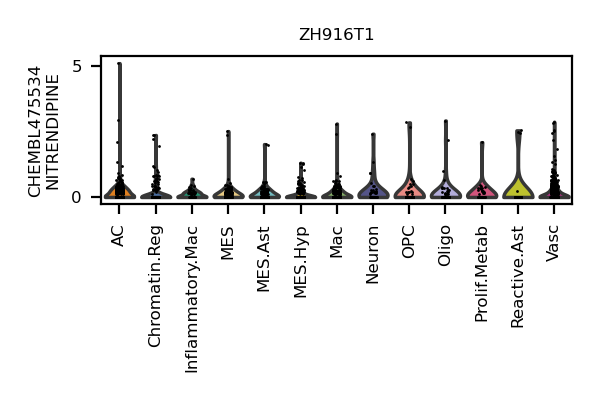 ZH916T1
CHEMBL475534
NITRENDIPINE
5
0
AC
Chromatin.Reg
Inflammatory.Mac
MES
MES.Ast
MES.Hyp
Mac
Neuron
OPC
Oligo
Prolif.Metab
Reactive.Ast
Vasc